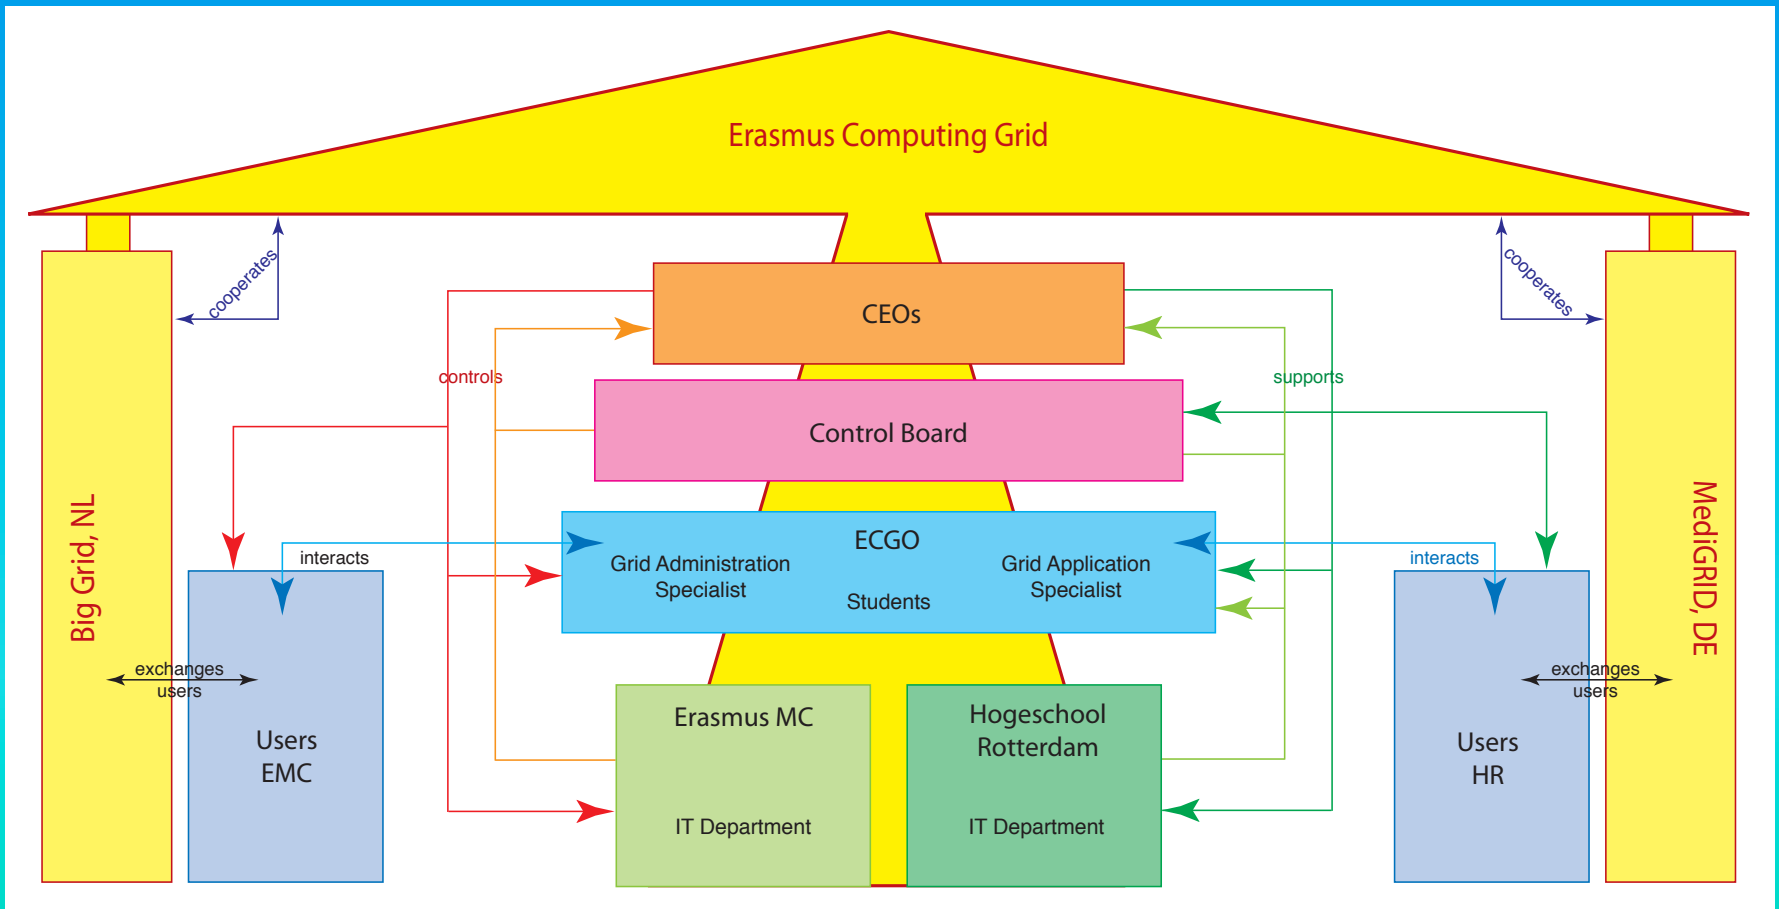 Erasmus Computing Grid
cooperates
cooperates
CEOs
controls
supports
Control Board
Big Grid, NL
MediGRID, DE
ECGO
interacts
interacts
Grid Administration
Specialist
Grid Application
Specialist
Students
exchanges
users
exchanges
users
Erasmus MC
Hogeschool
Rotterdam
Users
EMC
Users
HR
IT Department
IT Department